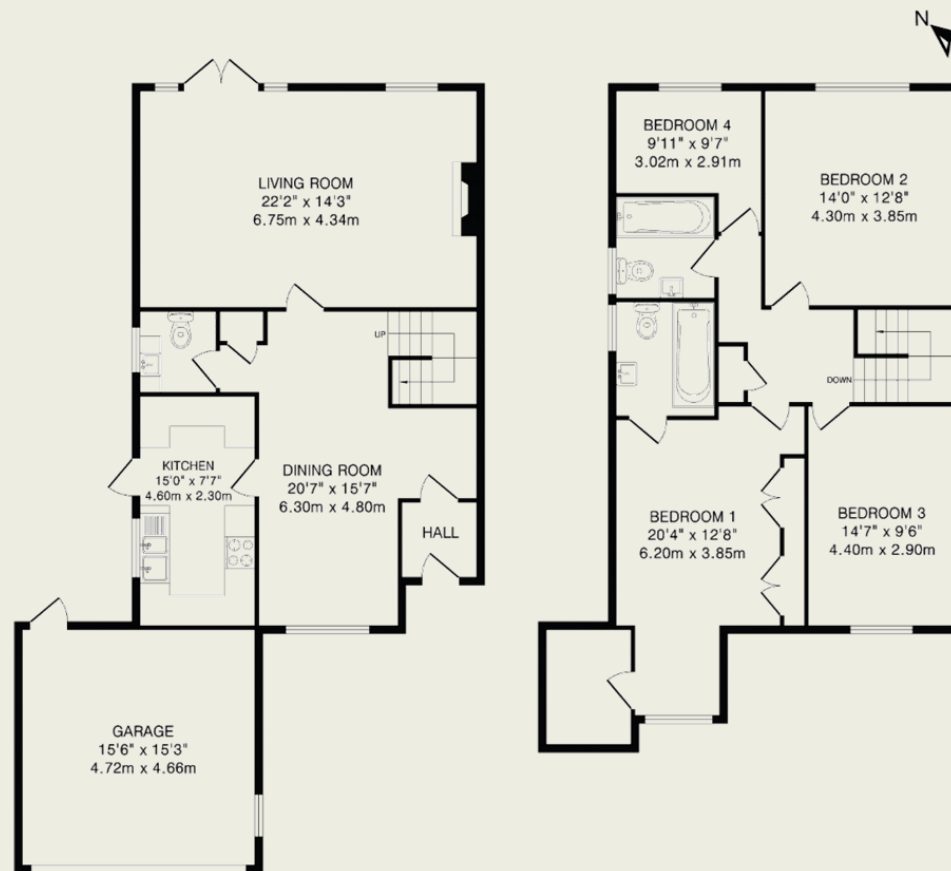 N
LIVING ROOM
22'2" x 14'3"
6.75m x 4.34m
UP
KITCHEN
15'0" x 7'7"
4.60m x 2.30m
DINING ROOM
20'7" x 15'7"
6.30m x 4.80m
HALL
GARAGE
15'6" x 15'3"
4.72m x 4.66m
BEDROOM 4
9'11" x 9'7"
3.02m x 2.91m
BEDROOM 2
14'0" x 12'8"
4.30m x 3.85m
DOWN
BEDROOM 1
20'4" x 12'8"
6.20m x 3.85m
BEDROOM 3
14'7" x 9'6"
4.40m x 2.90m